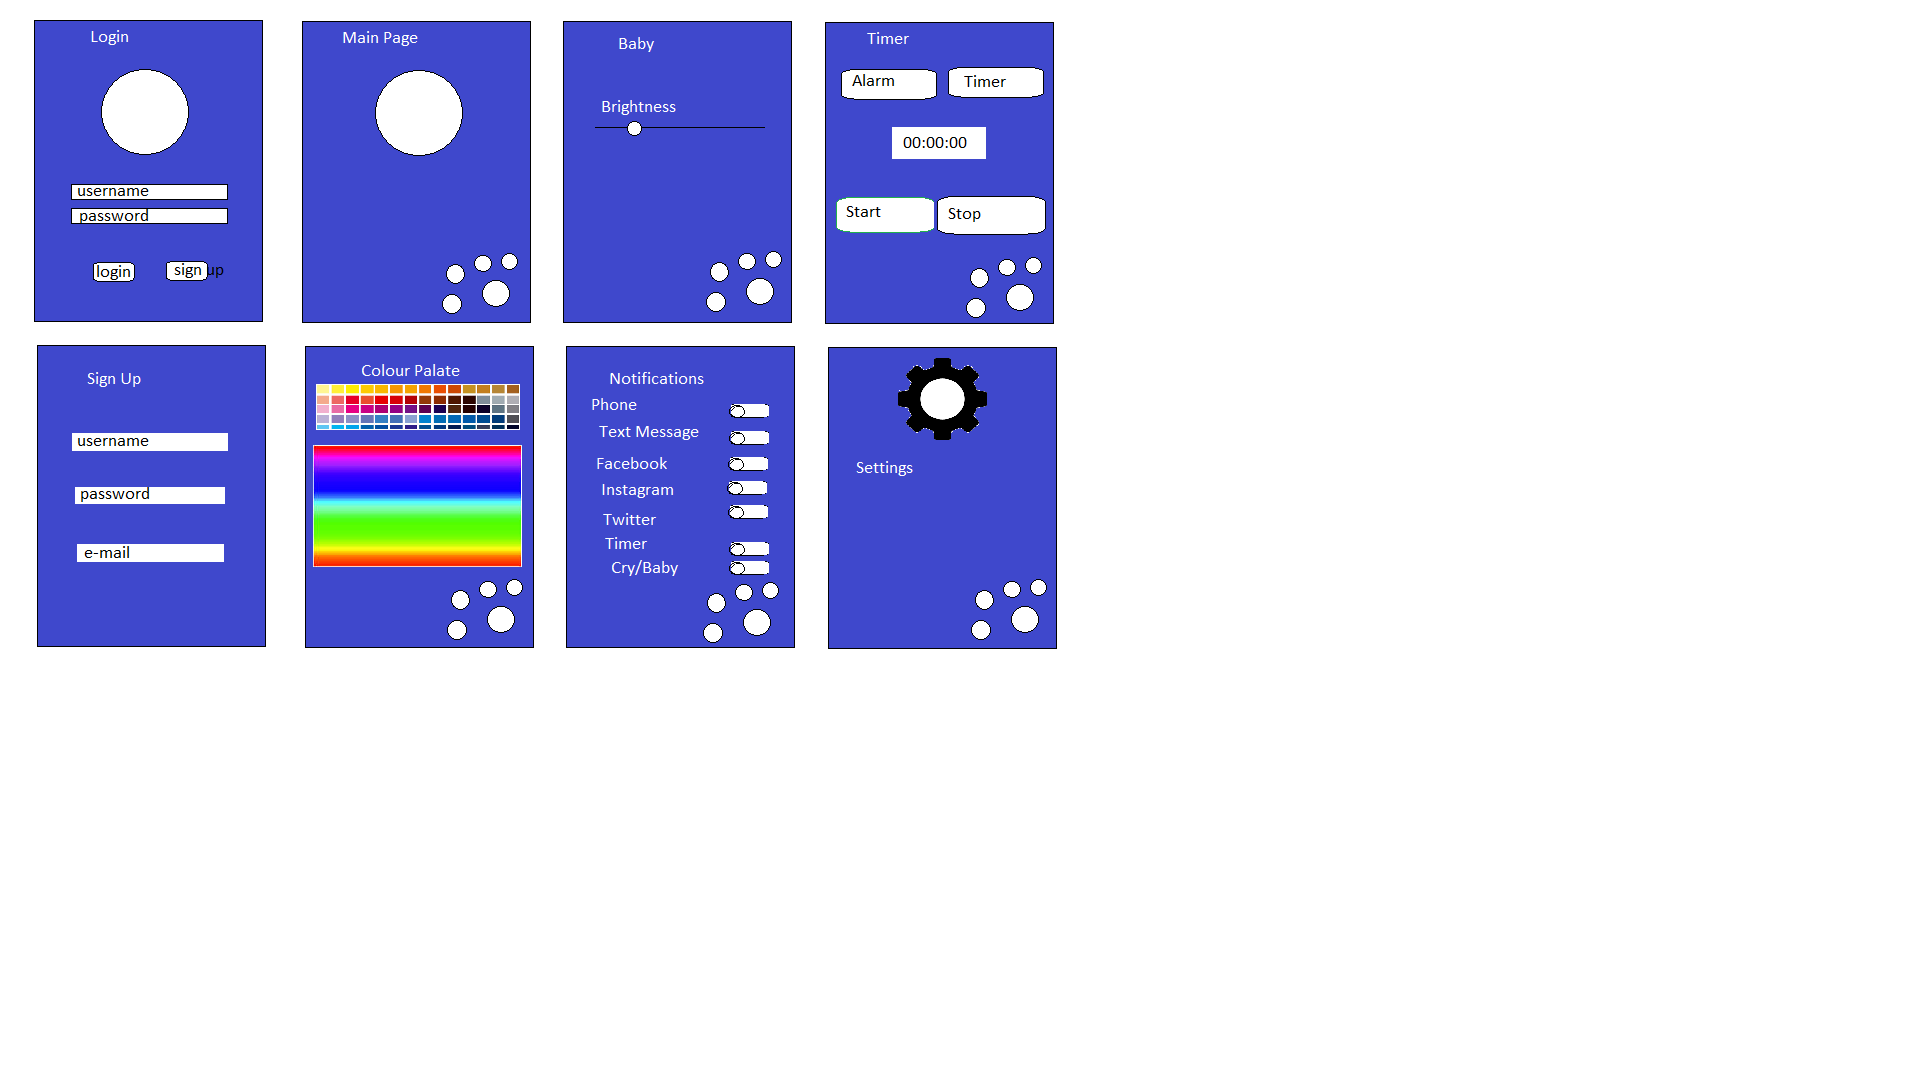 Login
username
password
login
sign up
Main Page
Baby
Brightness
Timer
Alarm
Timer
00:00:00
Start
Stop
Sign Up
username
password
e-mail
Colour Palate
Notifications
Phone
Text Message
Facebook
Instagram
Twitter
Timer
Cry/Baby
Settings